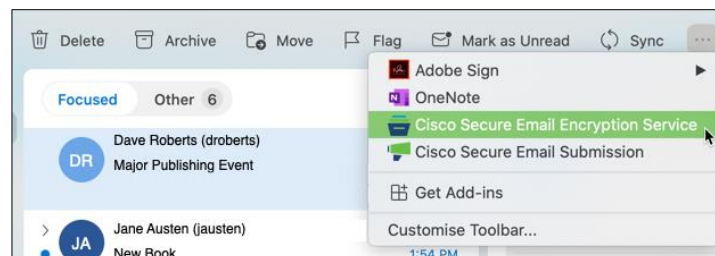 Delete Archive Move Flag Mark as Unread Sync ...
Focused Other 6
DR
Dave Roberts (droberts)
Major Publishing Event
JA
Jane Austen (jausten)
New Book
1:54 PM
Adobe Sign
OneNote
Cisco Secure Email Encryption Service
Cisco Secure Email Submission
Get Add-ins
Customise Toolbar...